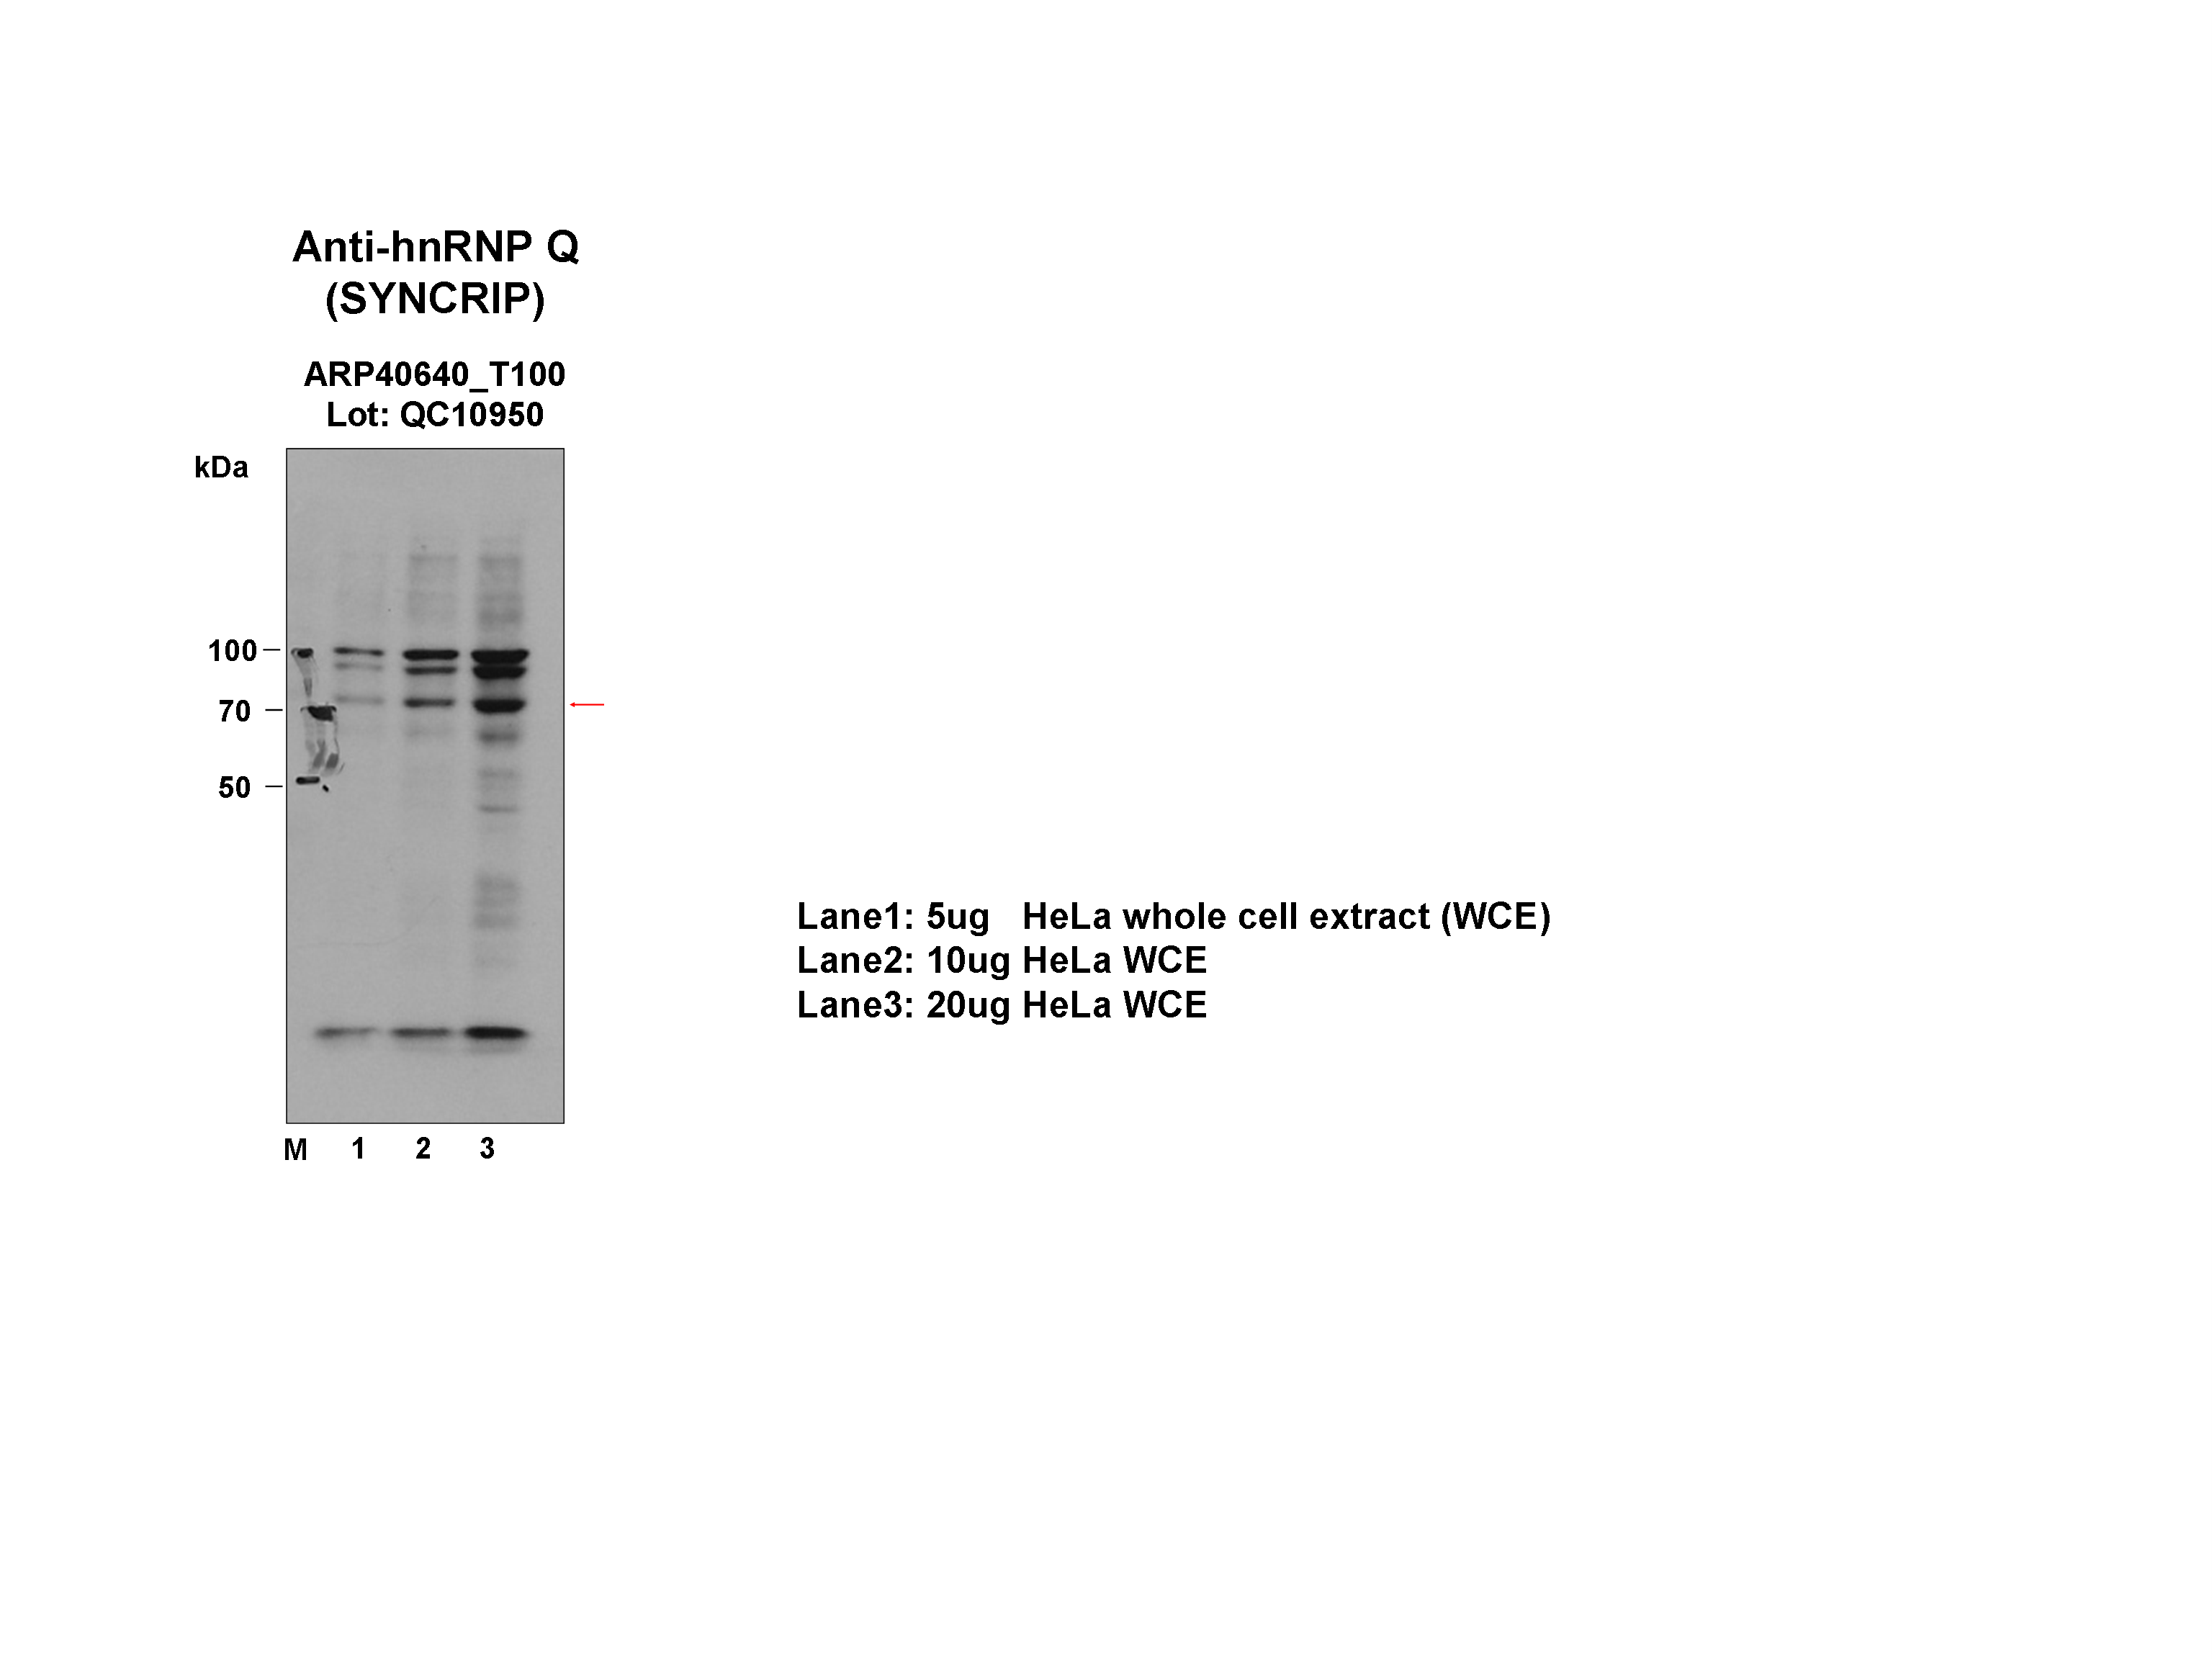 Anti-hnRNP Q
(SYNCRIP)
ARP40640_T100
Lot: QC10950
kDa
100
70
50
M 1 2 3
Lane1: 5ug HeLa whole cell extract (WCE)
Lane2: 10ug HeLa WCE
Lane3: 20ug HeLa WCE